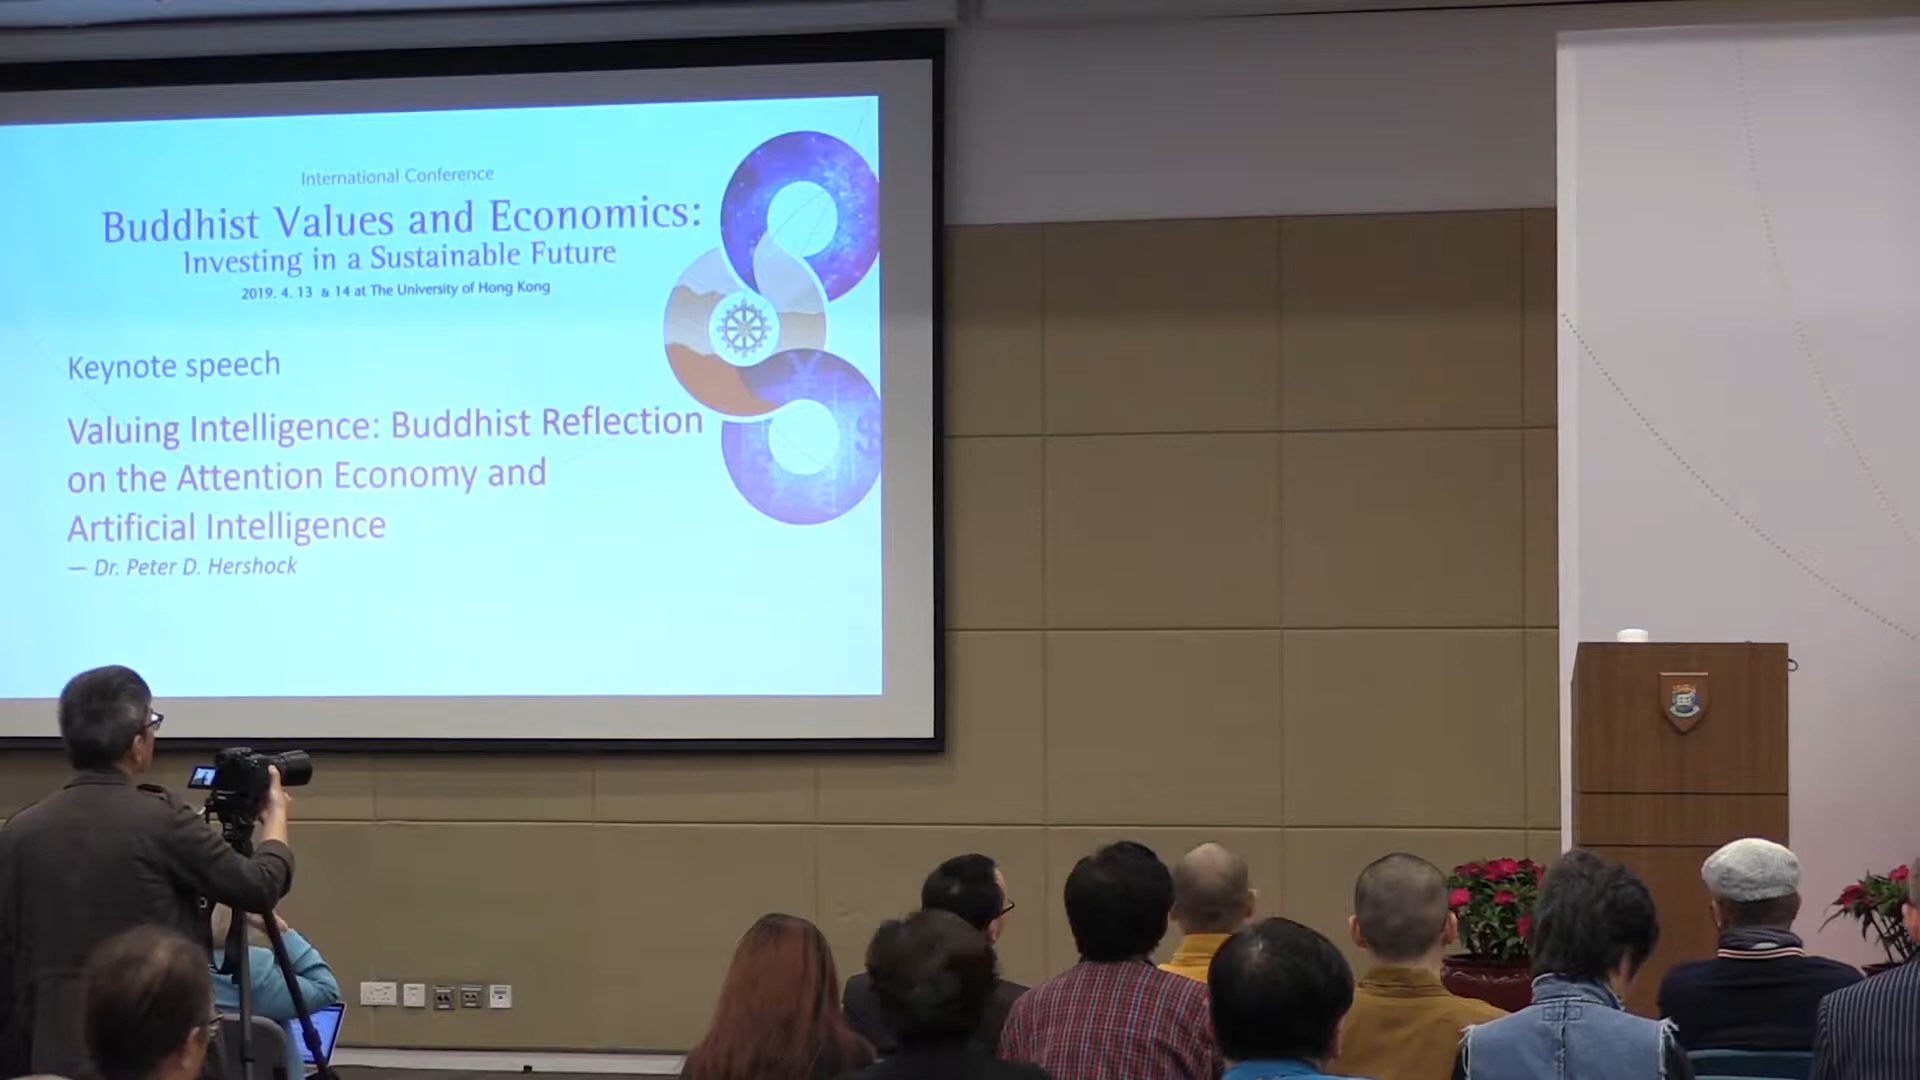 International Conference
Buddhist Values and Economics:
Investing in a Sustainable Future
2019. 4. 13 & 14 at The University of Hong Kong
Keynote speech
Valuing Intelligence: Buddhist Reflection
on the Attention Economy and
Artificial Intelligence
— Dr. Peter D. Hershock